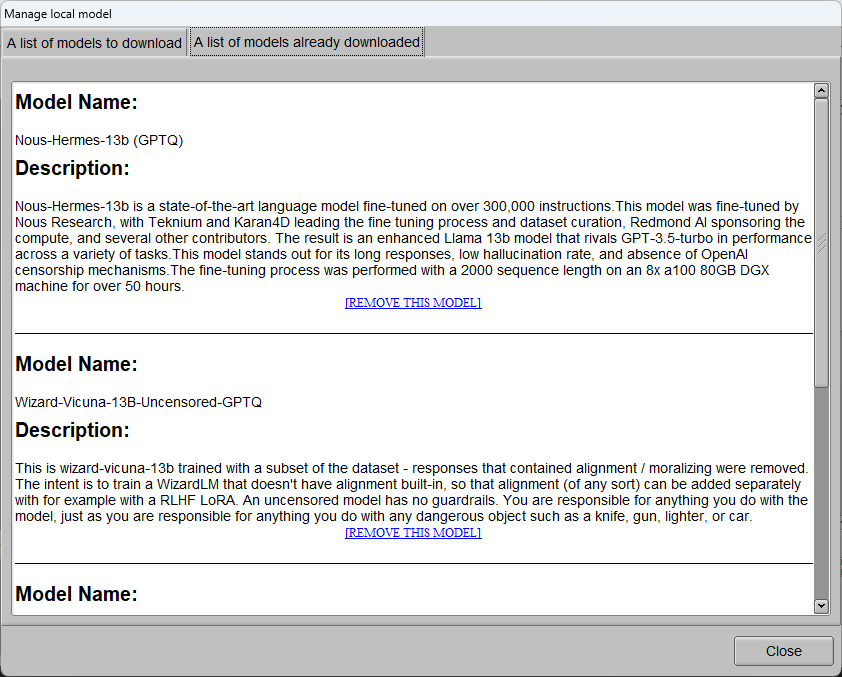 Manage local model
A list of models to download
A list of models already downloaded
Model Name:
Nous-Hermes-13b (GPTQ)
Description:
Nous-Hermes-13b is a state-of-the-art language model fine-tuned on over 300,000 instructions.This model was fine-tuned by
Nous Research, with Teknium and Karan4D leading the fine tuning process and dataset curation, Redmond AI sponsoring the
compute, and several other contributors. The result is an enhanced Llama 13b model that rivals GPT-3.5-turbo in performance
across a variety of tasks.This model stands out for its long responses, low hallucination rate, and absence of OpenAI
censorship mechanisms.The fine-tuning process was performed with a 2000 sequence length on an 8x a100 80GB DGX
machine for over 50 hours.
[REMOVE THIS MODEL]
Model Name:
Wizard-Vicuna-13B-Uncensored-GPTQ
Description:
This is wizard-vicuna-13b trained with a subset of the dataset - responses that contained alignment / moralizing were removed.
The intent is to train a WizardLM that doesn't have alignment built-in, so that alignment (of any sort) can be added separately
with for example with a RLHF LoRA. An uncensored model has no guardrails. You are responsible for anything you do with the
model, just as you are responsible for anything you do with any dangerous object such as a knife, gun, lighter, or car.
[REMOVE THIS MODEL]
Model Name:
Close